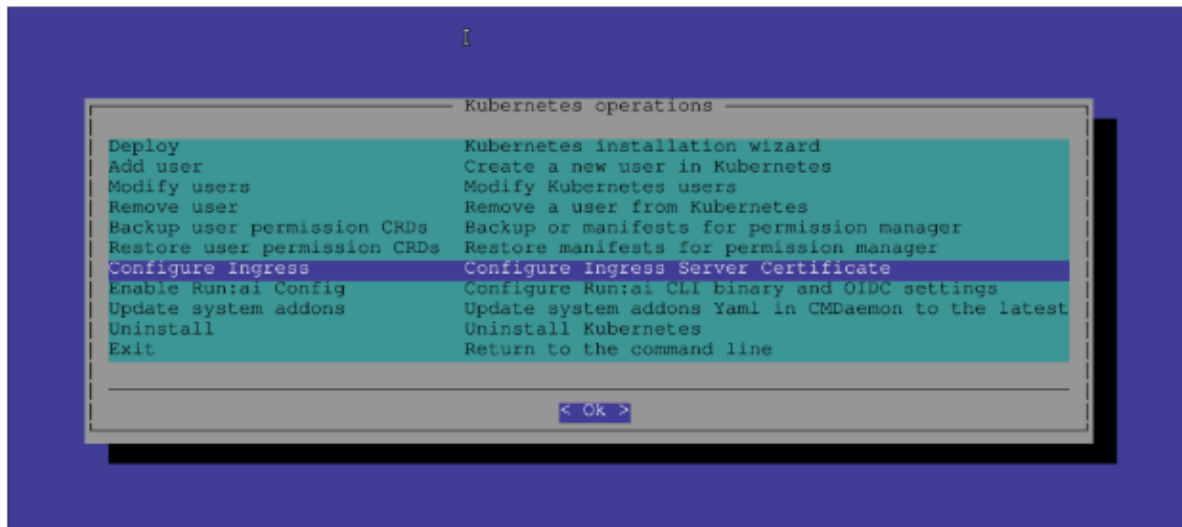 Kubernetes operations
Deploy Kubernetes installation wizard
Add user Create a new user in Kubernetes
Modify users Modify Kubernetes users
Remove user Remove a user from Kubernetes
Backup user permission CRDs Backup or manifests for permission manager
Restore user permission CRDs Restore manifests for permission manager
Configure Ingress Configure Ingress Server Certificate
Enable Run:ai Config Configure Run:ai CLI binary and OIDC settings
Update system addons Update system addons Yaml in CMDaemon to the latest
Uninstall Uninstall Kubernetes
Exit Return to the command line
< Ok >